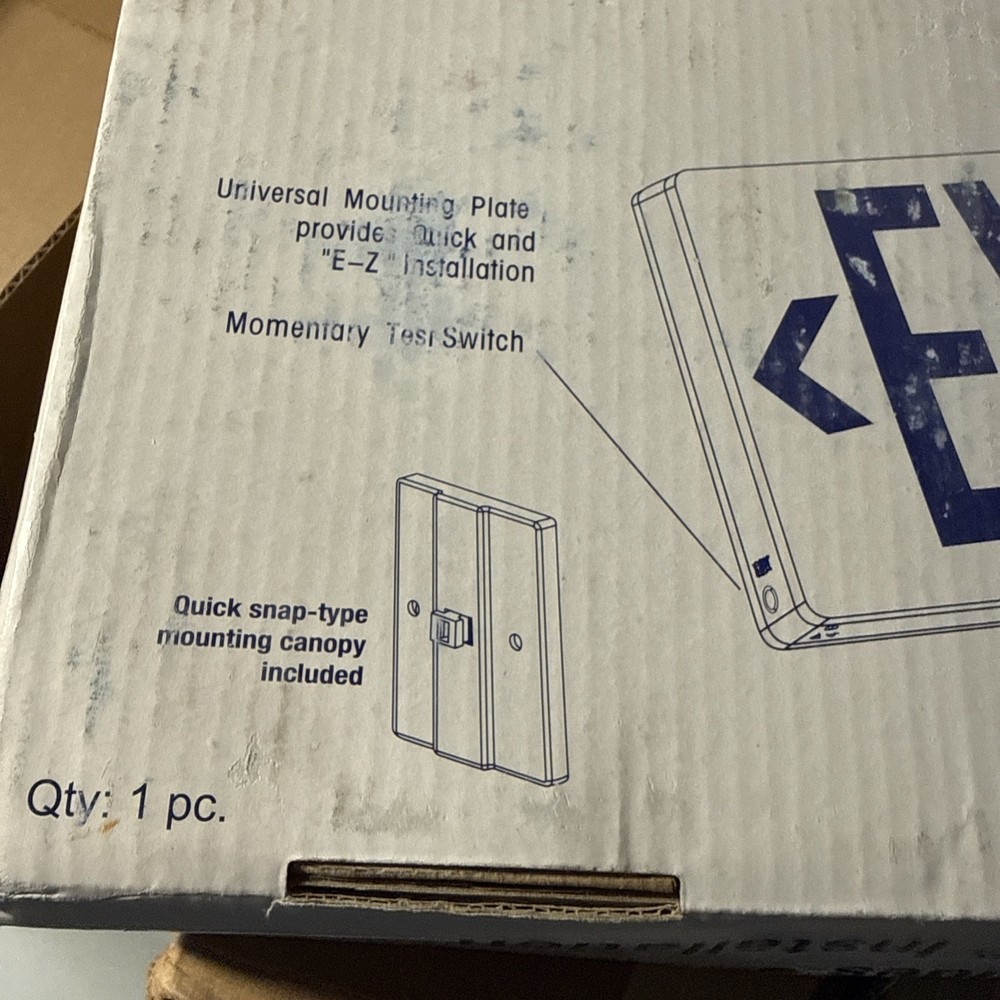 Universal Mounting Plate
provides Quick and
"E–Z" Installation
Momentary Test Switch
<E
Quick snap-type
mounting canopy
included
Qty: 1 pc.